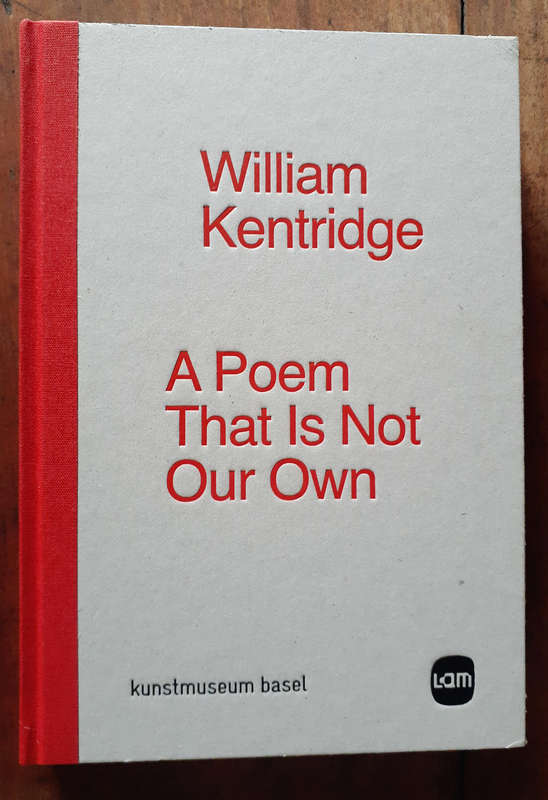 William
Kentridge
A Poem
That Is Not
Our Own
kunstmuseum basel
Lam